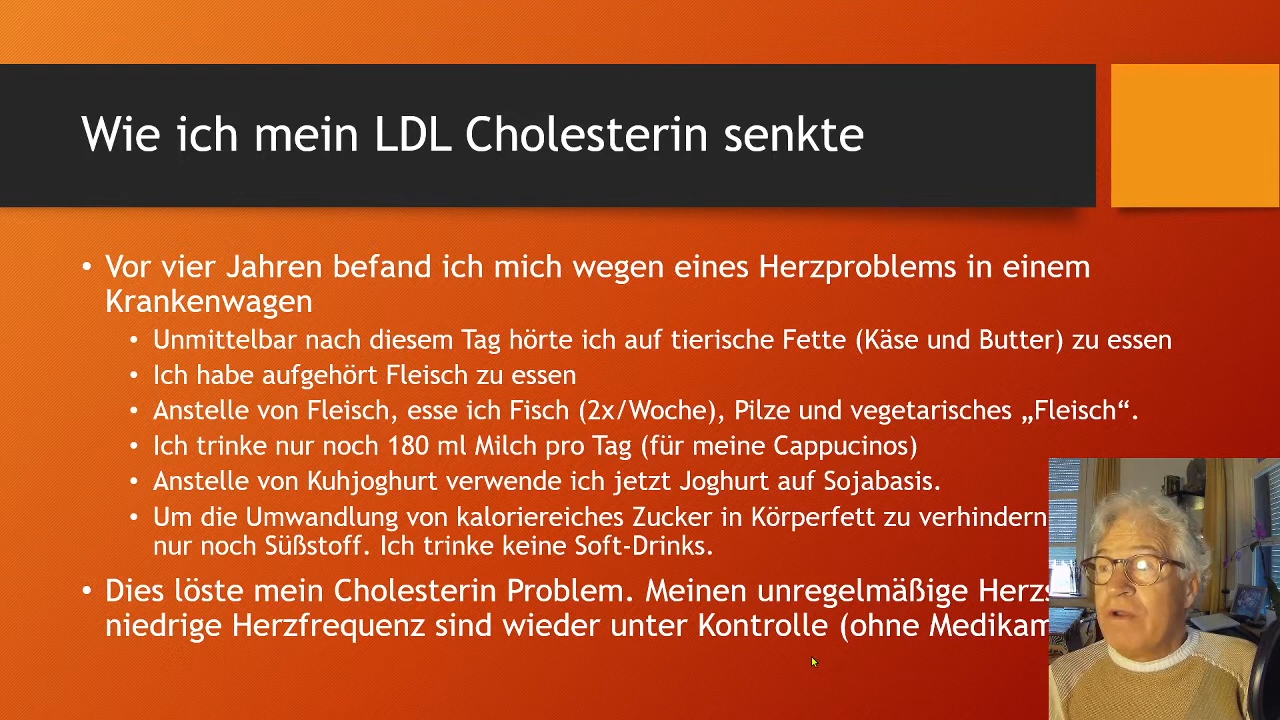 Wie ich mein LDL Cholesterin senkte
• Vor vier Jahren befand ich mich wegen eines Herzproblems in einem
Krankenwagen
• Unmittelbar nach diesem Tag hörte ich auf tierische Fette (Käse und Butter) zu essen
• Ich habe aufgehört Fleisch zu essen
• Anstelle von Fleisch, esse ich Fisch (2x/Woche), Pilze und vegetarisches „Fleisch“.
• Ich trinke nur noch 180 ml Milch pro Tag (für meine Cappucinos)
• Anstelle von Kuhjoghurt verwende ich jetzt Joghurt auf Sojabasis.
• Um die Umwandlung von kaloriereiches Zucker in Körperfett zu verhindern
nur noch Süßstoff. Ich trinke keine Soft-Drinks.
• Dies löste mein Cholesterin Problem. Meinen unregelmäßige
niedrige Herzfrequenz sind wieder unter Kontrolle (ohne